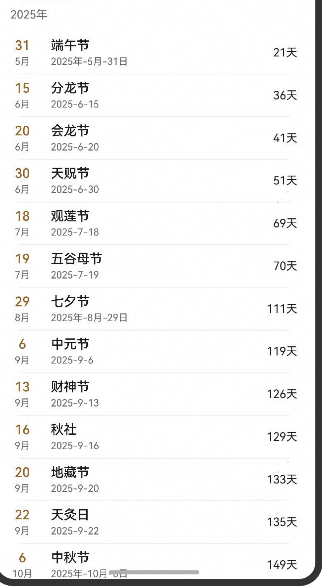 2025年
31 端午节
5月 2025年-5月-31日 21天
15 分龙节
6月 2025-6-15 36天
20 会龙节
6月 2025-6-20 41天
30 天贶节
6月 2025-6-30 51天
18 观莲节
7月 2025-7-18 69天
19 五谷母节
7月 2025-7-19 70天
29 七夕节
8月 2025年-8月-29日 111天
6 中元节
9月 2025-9-6 119天
13 财神节
9月 2025-9-13 126天
16 秋社
9月 2025-9-16 129天
20 地藏节
9月 2025-9-20 133天
22 天灸日
9月 2025-9-22 135天
6 中秋节
10月 2025年-10月-6日 149天